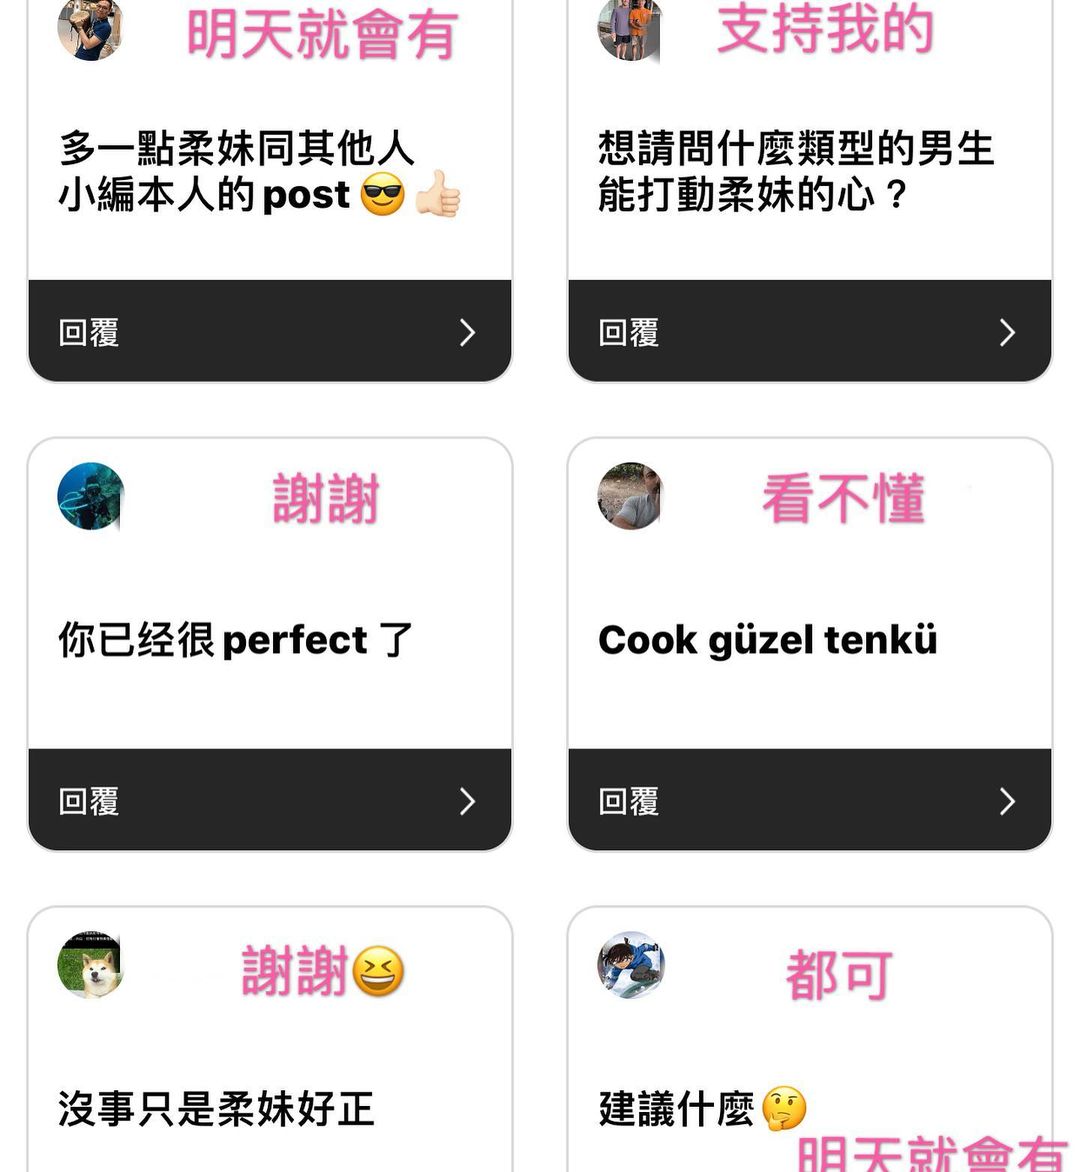 明天就會有
多一點柔妹同其他人
小編本人的post😎👍🏻
回覆
支持我的
想請問什麼類型的男生
能打動柔妹的心？
回覆
謝謝
你已经很perfect 了
回覆
看不懂
Cook güzel tenkü
回覆
謝謝😆
沒事只是柔妹好正
都可
建議什麼🤔
明天就會有